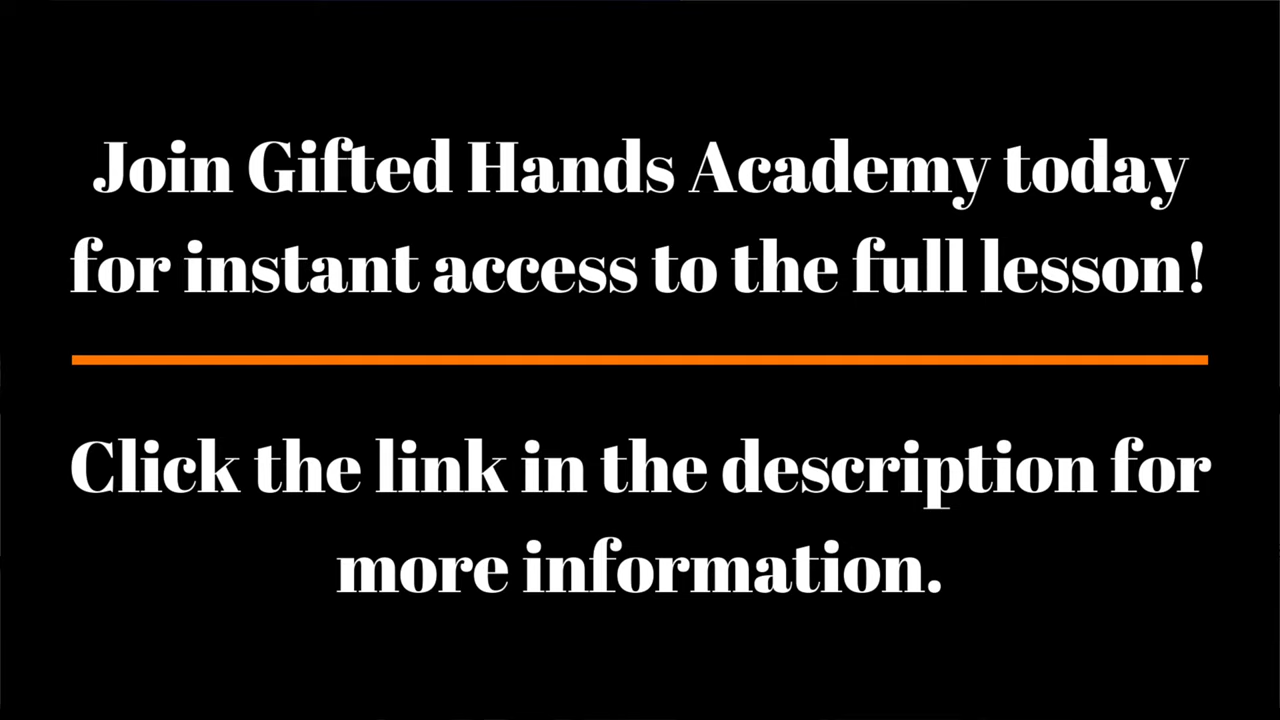 Join Gifted Hands Academy today
for instant access to the full lesson!
Click the link in the description for
more information.